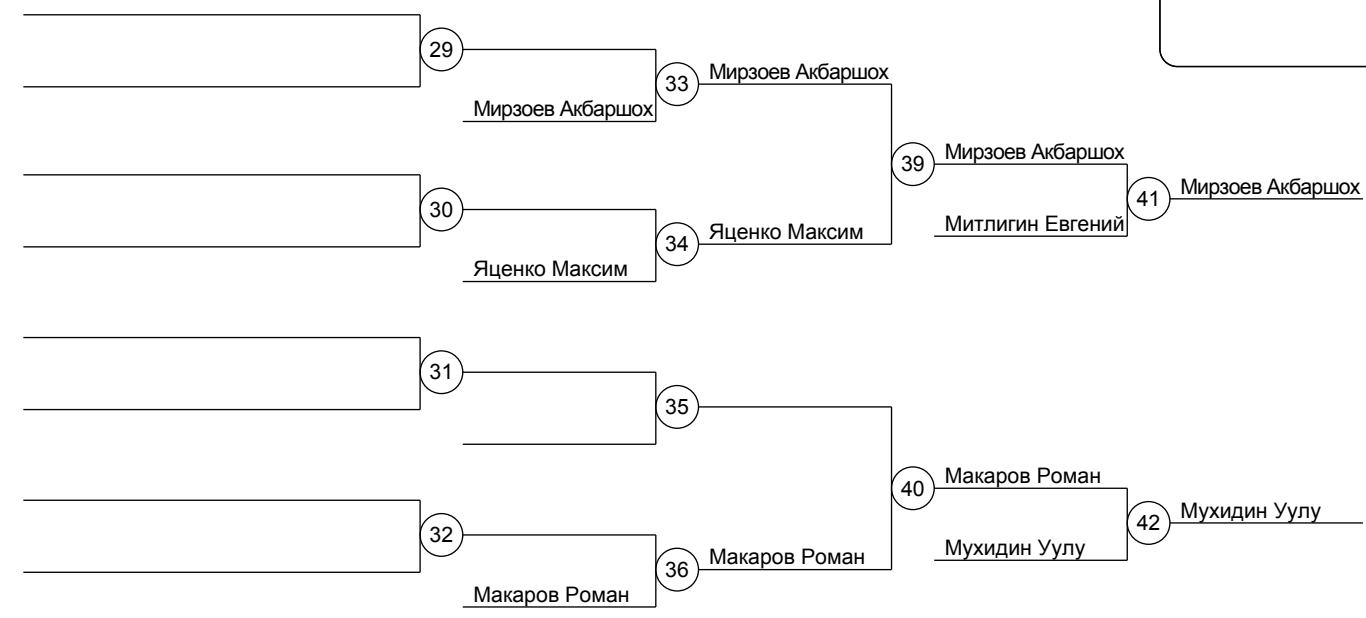 29
33
Мирзоев Акбаршох
Мирзоев Акбаршох
39
Мирзоев Акбаршох
41
Мирзоев Акбаршох
30
34
Яценко Максим
Митлигин Евгений
Яценко Максим
31
35
40
Макаров Роман
42
Мухидин Уулу
32
36
Макаров Роман
Мухидин Уулу
Макаров Роман